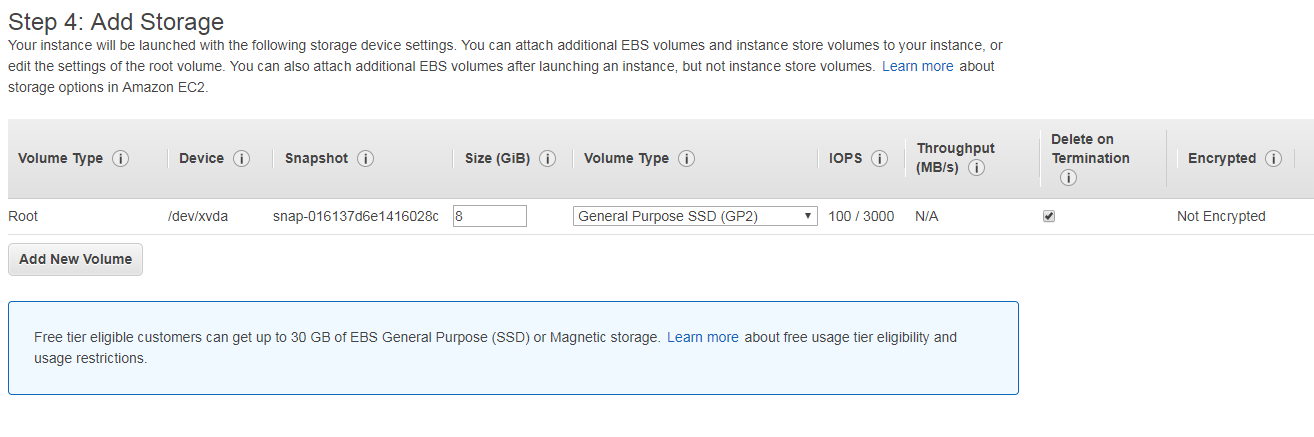 Step 4: Add Storage
Your instance will be launched with the following storage device settings. You can attach additional EBS volumes and instance store volumes to your instance, or
edit the settings of the root volume. You can also attach additional EBS volumes after launching an instance, but not instance store volumes. Learn more about
storage options in Amazon EC2.
Volume Type i Device i Snapshot i Size (GiB) i Volume Type i IOPS i Throughput (MB/s) i Delete on Termination i Encrypted i
Root /dev/xvda snap-016137d6e1416028c 8 General Purpose SSD (GP2) 100 / 3000 N/A Not Encrypted
Add New Volume
Free tier eligible customers can get up to 30 GB of EBS General Purpose (SSD) or Magnetic storage. Learn more about free usage tier eligibility and
usage restrictions.